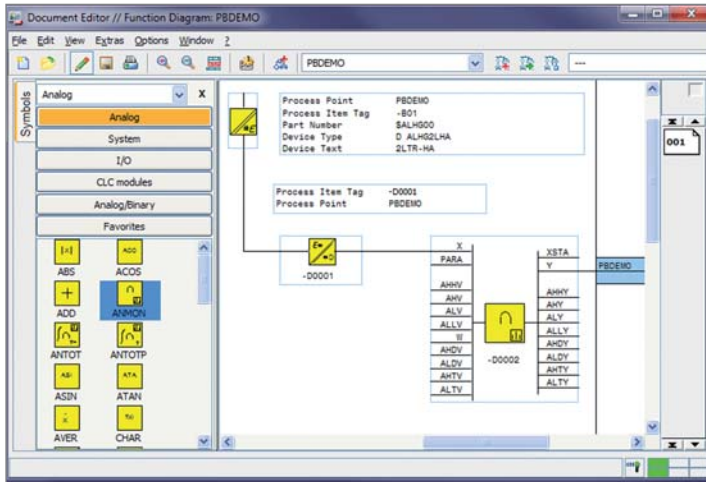 Document Editor // Function Diagram: PBDEMO
File Edit View Extras Options Window ?
PBDEMO
---
Symbols
Analog
X
Analog
System
I/O
CLC modules
Analog/Binary
Favorites
ABS
ACOS
ADD
ANMON
ANTOT
ANTOTP
ASIN
ATAN
AVER
CHAR
Process Point PBDEMO
Process Item Tag -B01
Part Number $ALHG00
Device Type D ALHG2LHA
Device Text 2LTR-HA
Process Item Tag -D0001
Process Point PBDEMO
-D0001
X
PARA
AHHV
AHV
ALV
ALLV
W
AHDV
ALDV
AHTV
ALTV
-D0002
XSTA
Y
AHHY
AHY
ALY
ALLY
AHDY
ALDY
AHTY
ALTY
PBDEMO
001